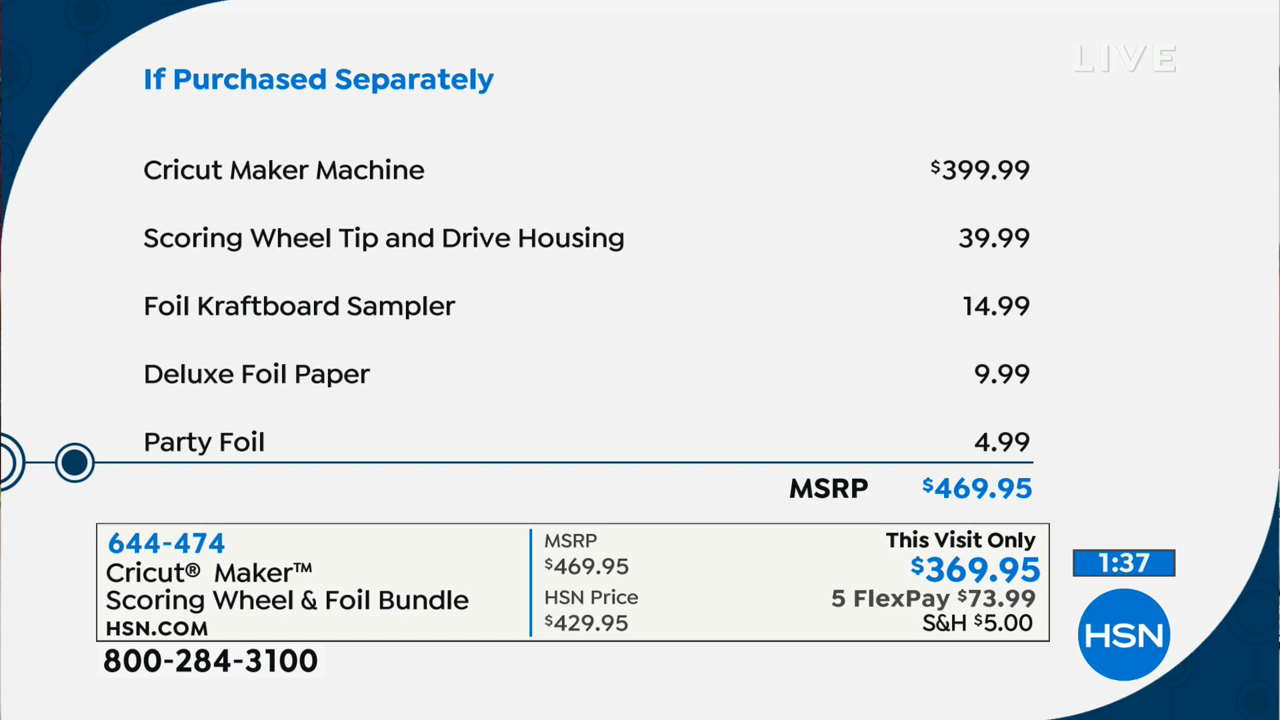 LIVE
If Purchased Separately
Cricut Maker Machine $399.99
Scoring Wheel Tip and Drive Housing 39.99
Foil Kraftboard Sampler 14.99
Deluxe Foil Paper 9.99
Party Foil 4.99
MSRP $469.95
644-474
Cricut® Maker™
Scoring Wheel & Foil Bundle
HSN.COM
MSRP
$469.95
HSN Price
$429.95
This Visit Only
$369.95
5 FlexPay $73.99
S&H $5.00
1:37
HSN
800-284-3100